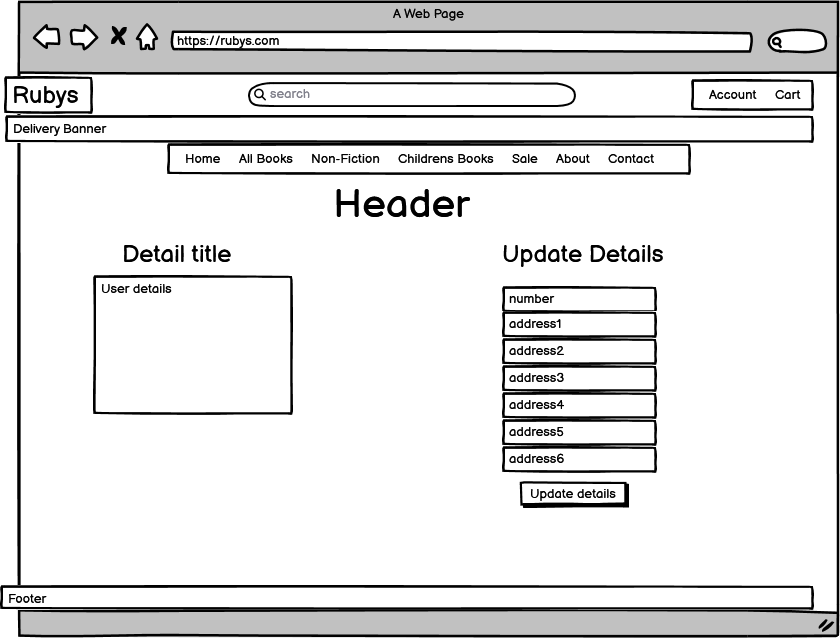 A Web Page
https://rubys.com
Rubys
search
Account Cart
Delivery Banner
Home All Books Non-Fiction Childrens Books Sale About Contact
Header
Detail title
User details
Update Details
number
address1
address2
address3
address4
address5
address6
Update details
Footer